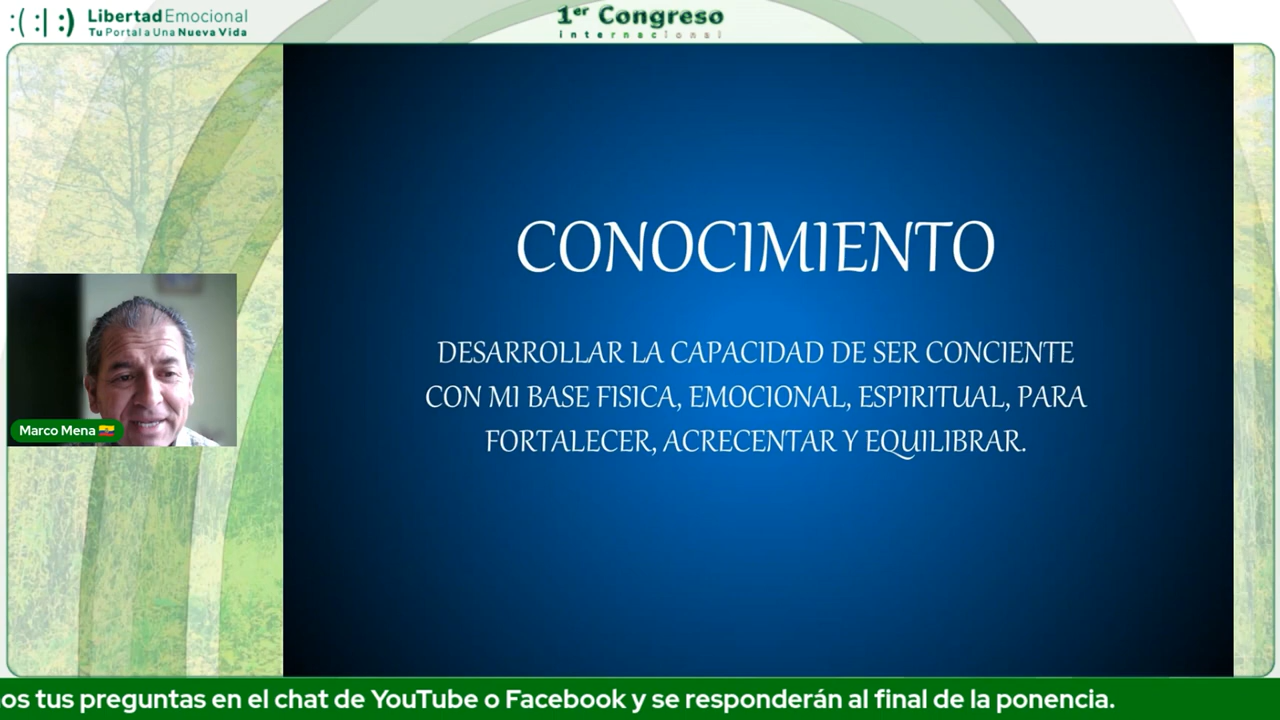 LibertadEmocional
Tu Portal a Una Nueva Vida
1er Congreso
internacional
CONOCIMIENTO
DESARROLLAR LA CAPACIDAD DE SER CONCIENTE
CON MI BASE FISICA, EMOCIONAL, ESPIRITUAL, PARA
FORTALECER, ACRECENTAR Y EQUILIBRAR.
Marco Mena
os tus preguntas en el chat de YouTube o Facebook y se responderán al final de la ponencia.